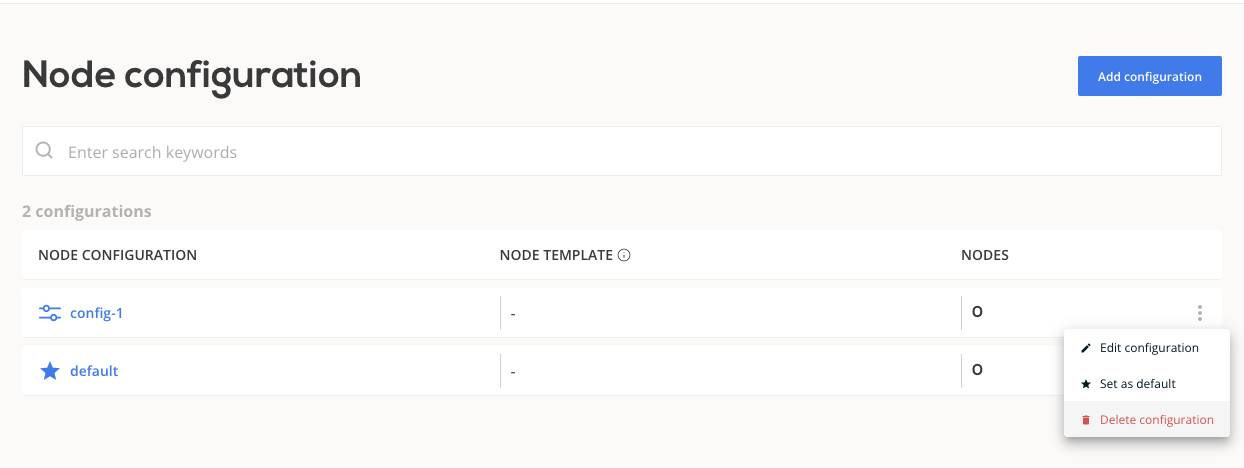 Node configuration
Add configuration
Enter search keywords
2 configurations
NODE CONFIGURATION NODE TEMPLATE NODES
config-1 - 0
Edit configuration
default - 0
Set as default
Delete configuration